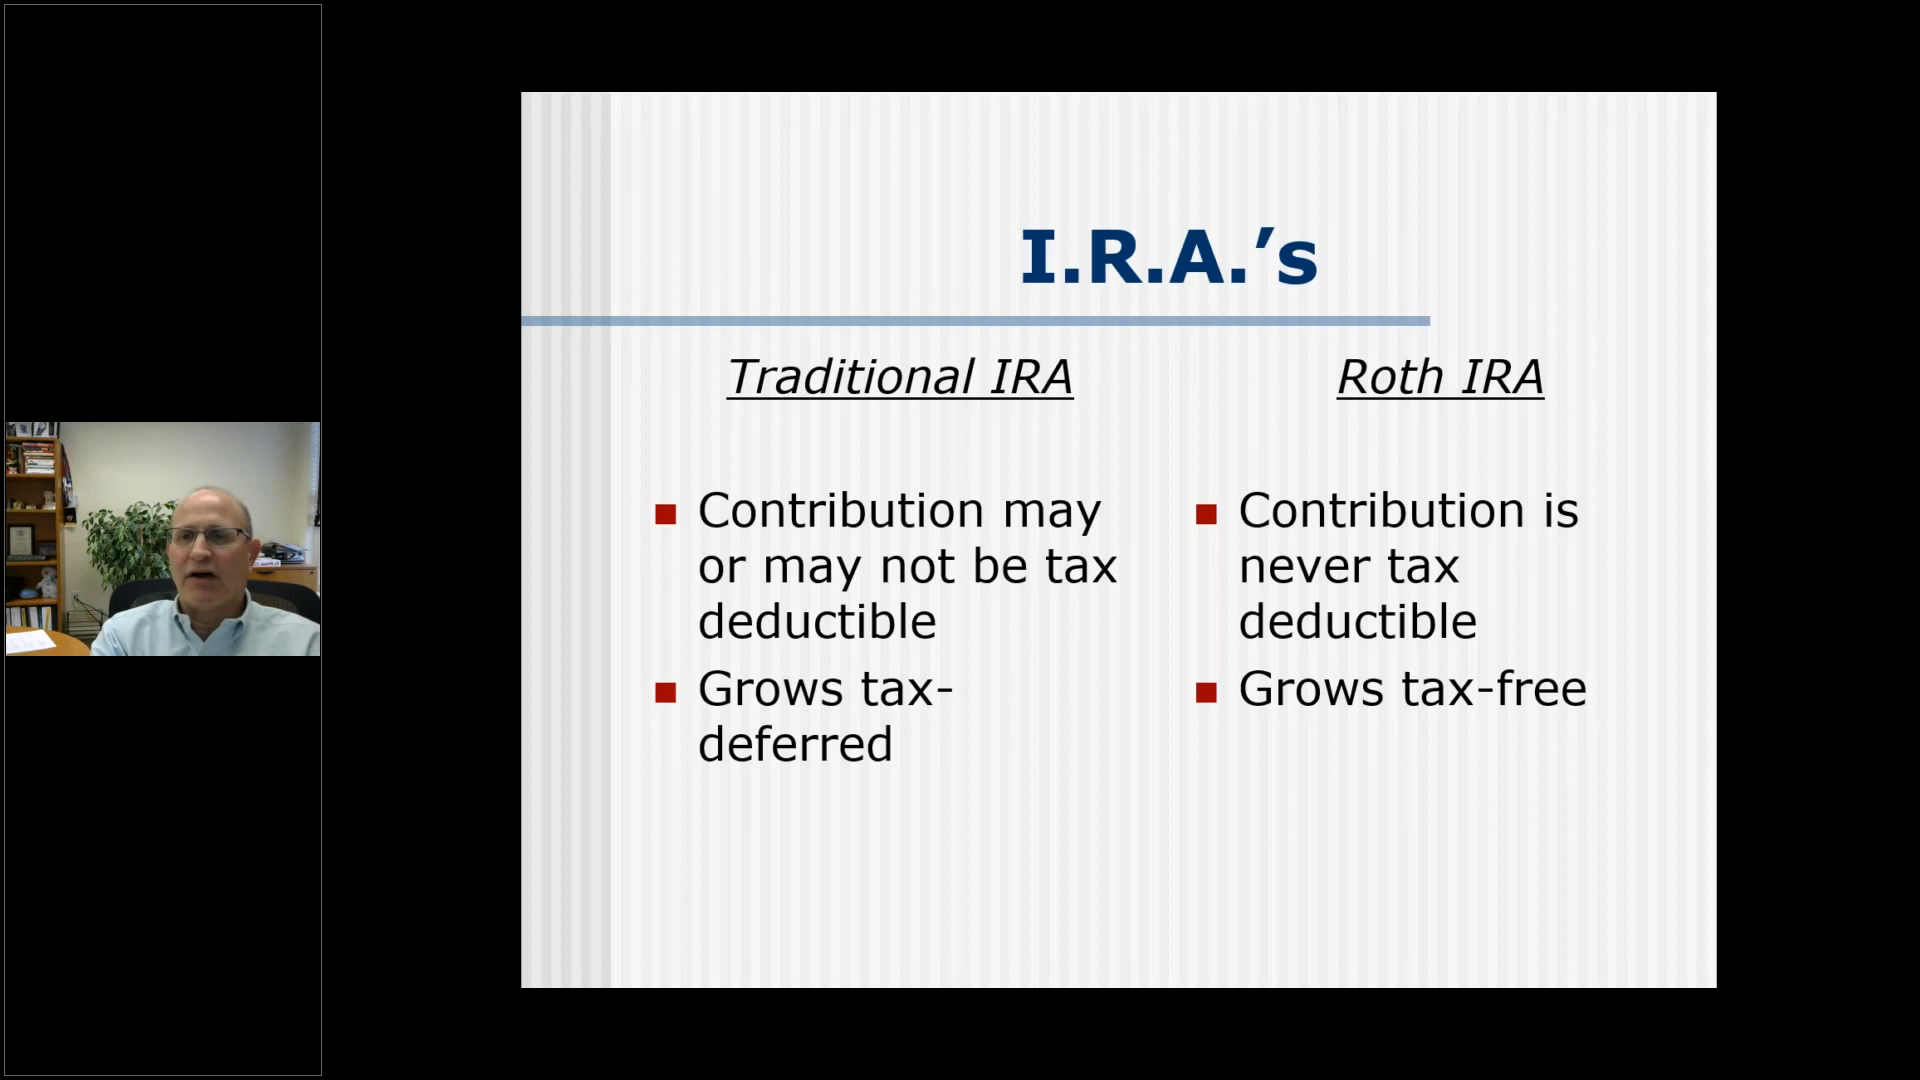 I.R.A.’s
Traditional IRA
Contribution may
or may not be tax
deductible
Grows tax-
deferred
Roth IRA
Contribution is
never tax
deductible
Grows tax-free